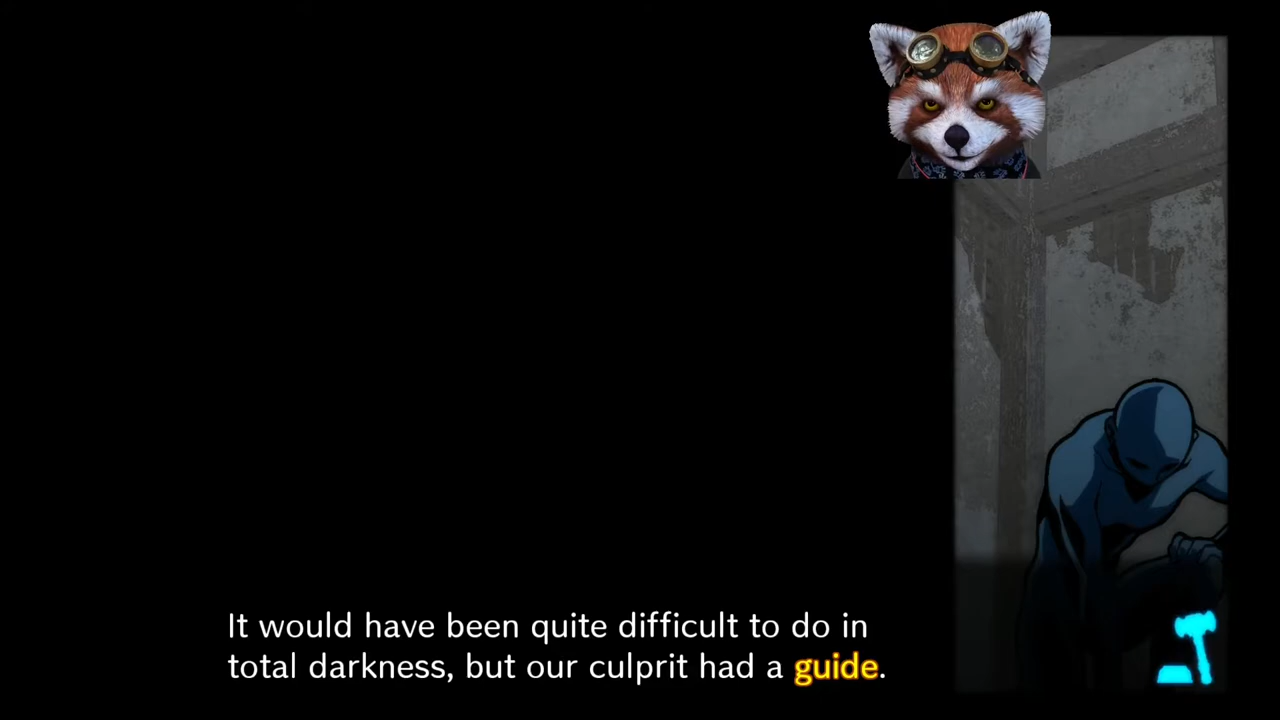 It would have been quite difficult to do in
total darkness, but our culprit had a guide.